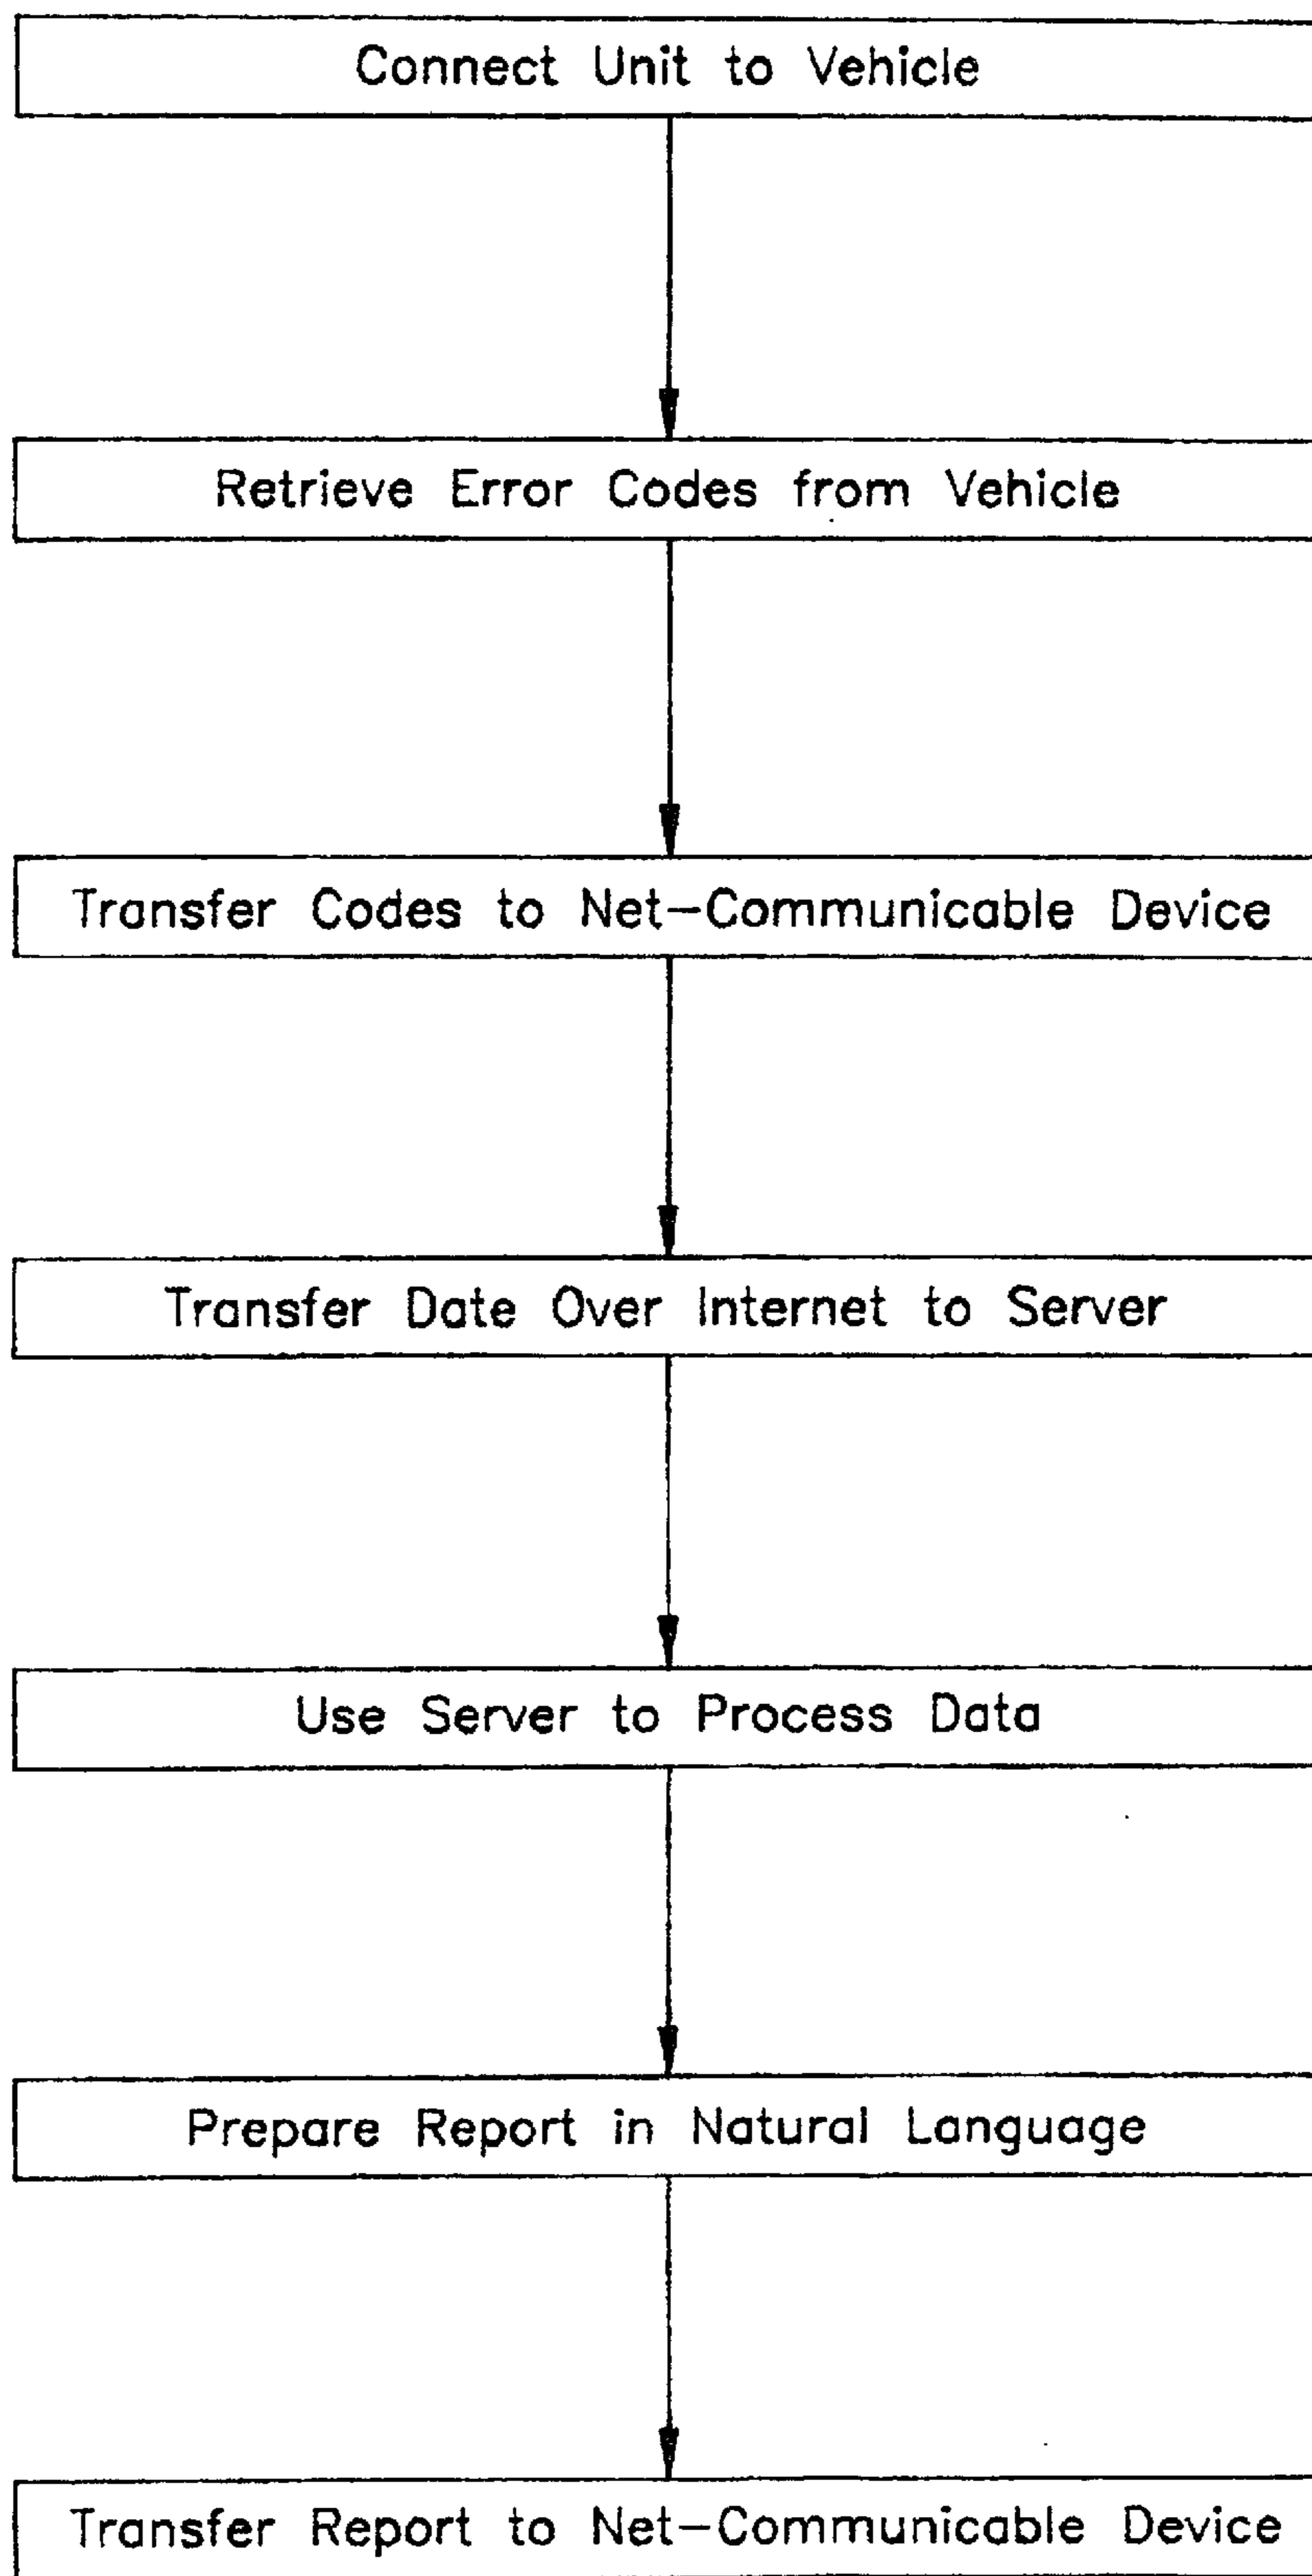 Connect Unit to Vehicle
Retrieve Error Codes from Vehicle
Transfer Codes to Net-Communicable Device
Transfer Date Over Internet to Server
Use Server to Process Data
Prepare Report in Natural Language
Transfer Report to Net-Communicable Device